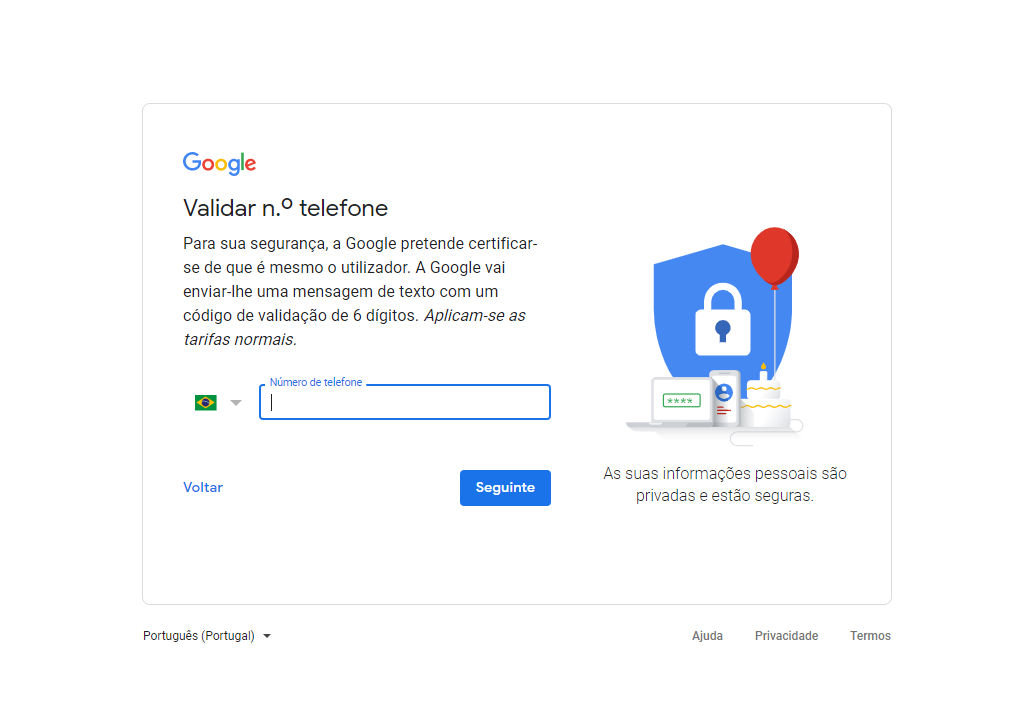 Google
Validar n.º telefone
Para sua segurança, a Google pretende certificar-
se de que é mesmo o utilizador. A Google vai
enviar-lhe uma mensagem de texto com um
código de validação de 6 dígitos. Aplicam-se as
tarifas normais.
Número de telefone
Voltar
Seguinte
****
As suas informações pessoais são
privadas e estão seguras.
Português (Portugal)
Ajuda
Privacidade
Termos